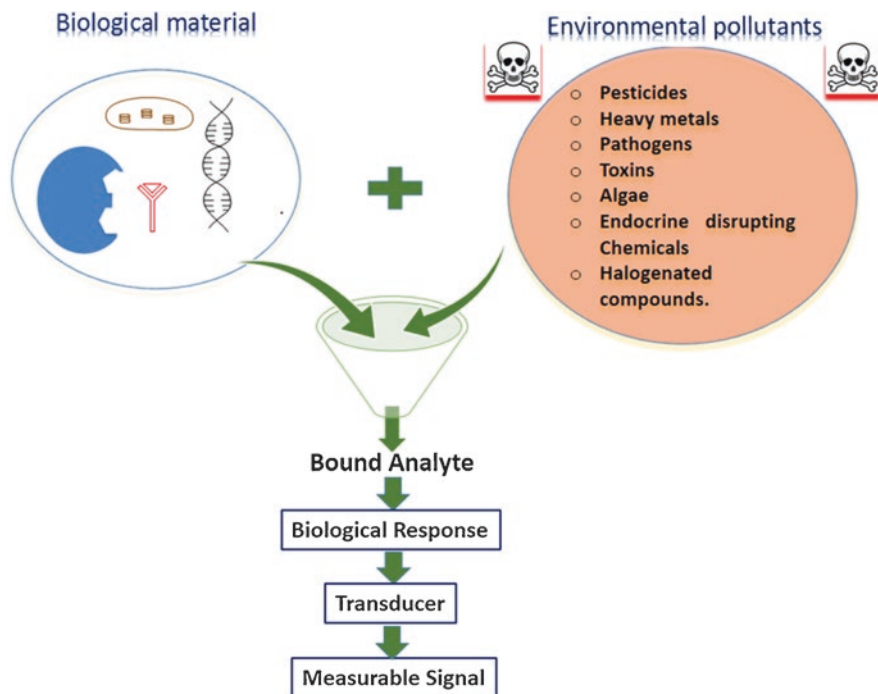 Biological material
Environmental pollutants
o Pesticides
o Heavy metals
o Pathogens
o Toxins
o Algae
o Endocrine disrupting
Chemicals
o Halogenated
compounds.
Bound Analyte
Biological Response
Transducer
Measurable Signal